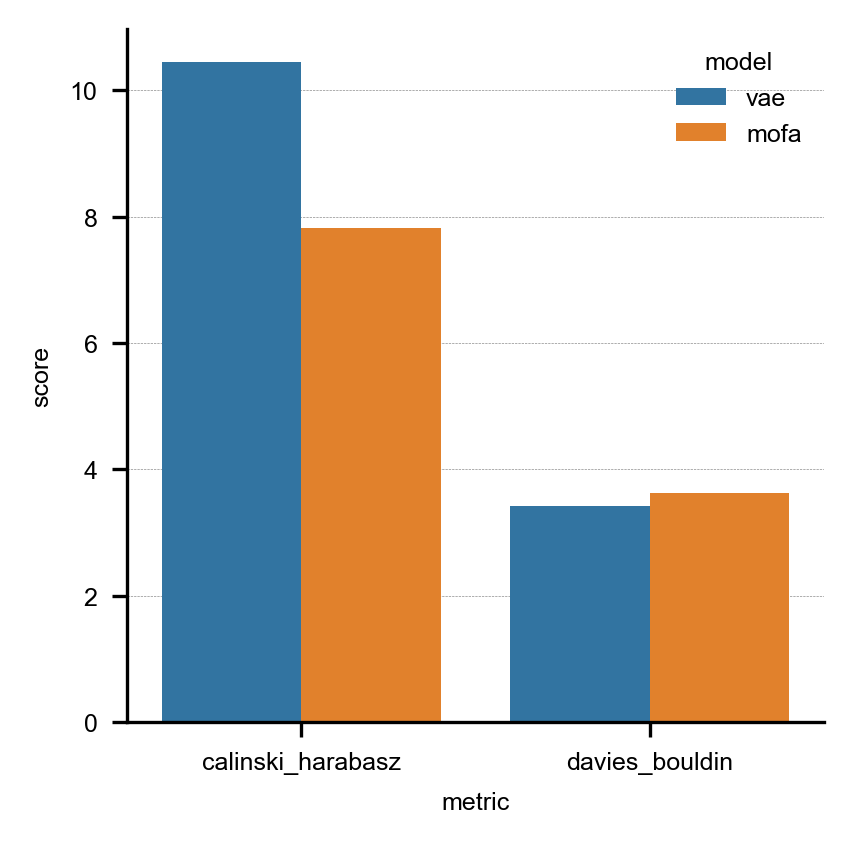 model
vae
mofa
10
8
6
4
2
0
score
calinski_harabasz
davies_bouldin
metric